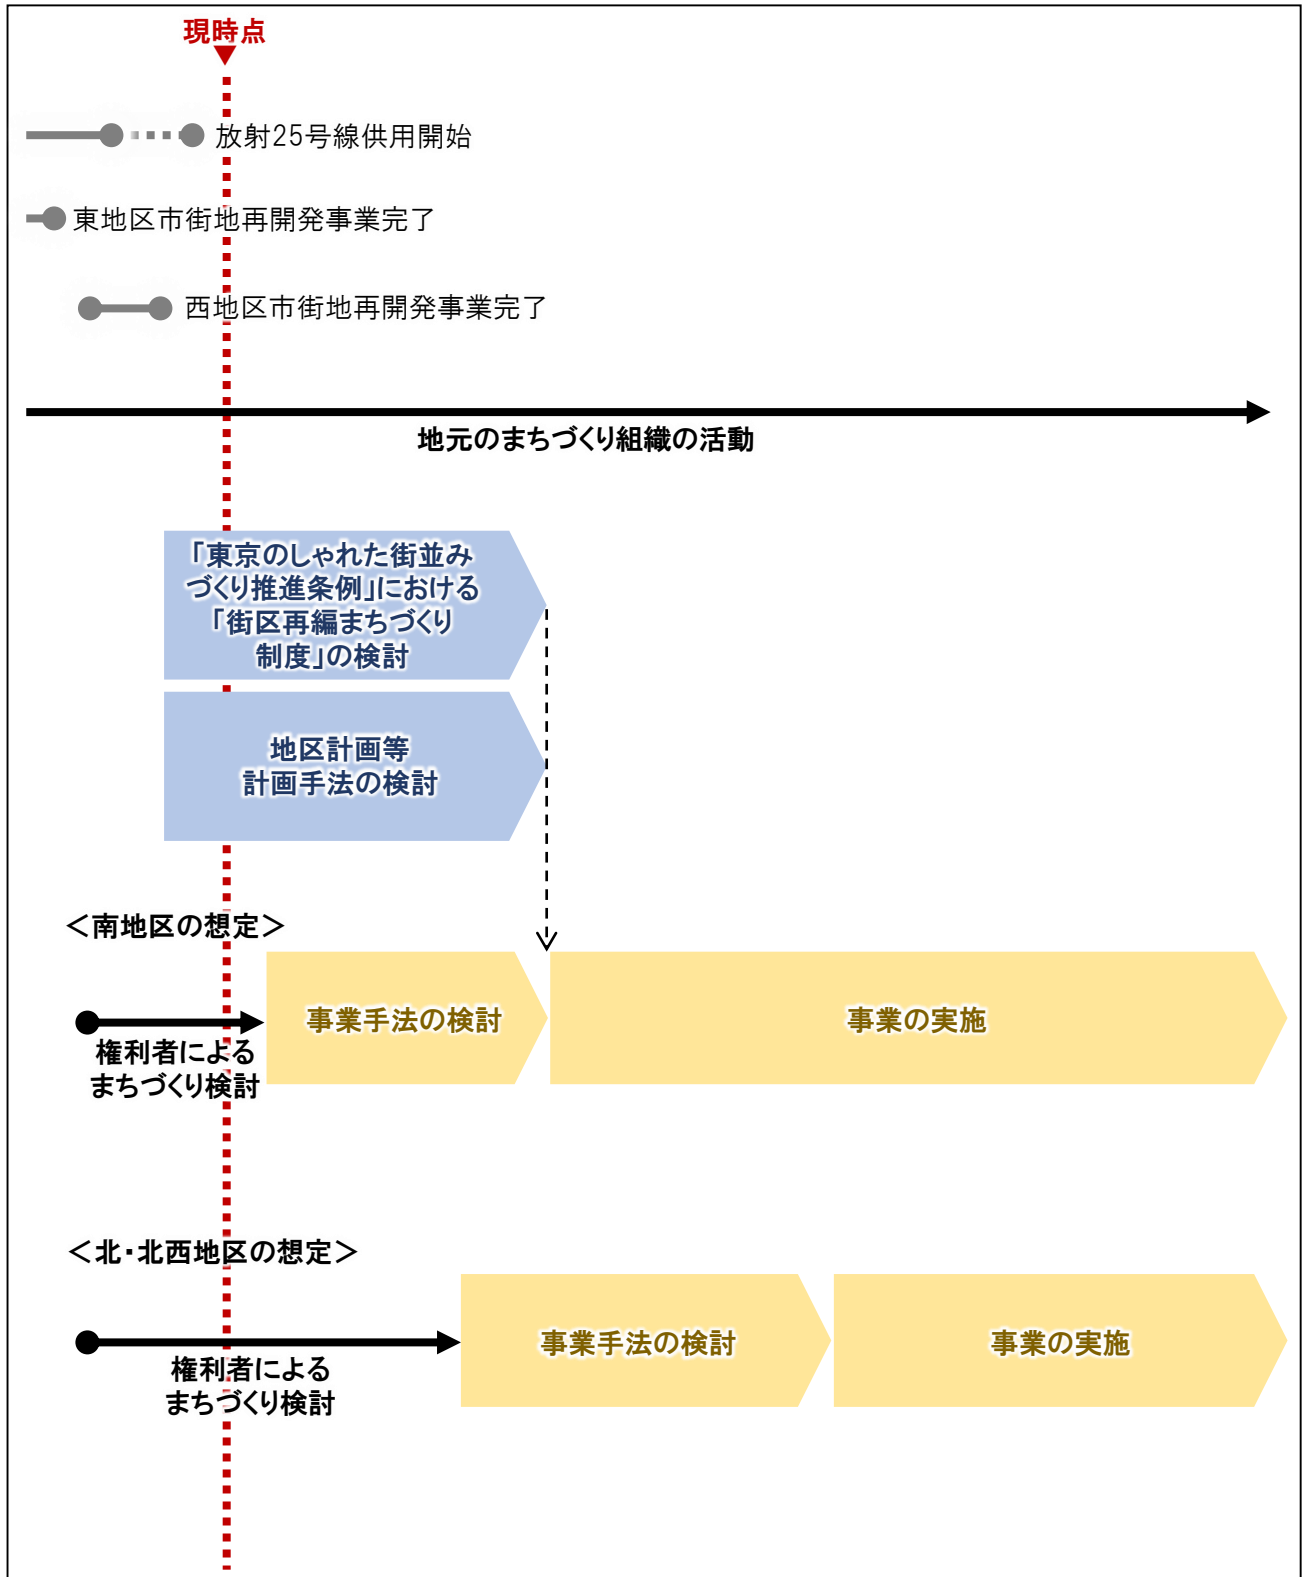 現時点
放射25号線供用開始
東地区市街地再開発事業完了
西地区市街地再開発事業完了
地元のまちづくり組織の活動
「東京のしゃれた街並み
づくり推進条例」における
「街区再編まちづくり
制度」の検討
地区計画等
計画手法の検討
＜南地区の想定＞
事業手法の検討
事業の実施
権利者による
まちづくり検討
＜北・北西地区の想定＞
事業手法の検討
事業の実施
権利者による
まちづくり検討